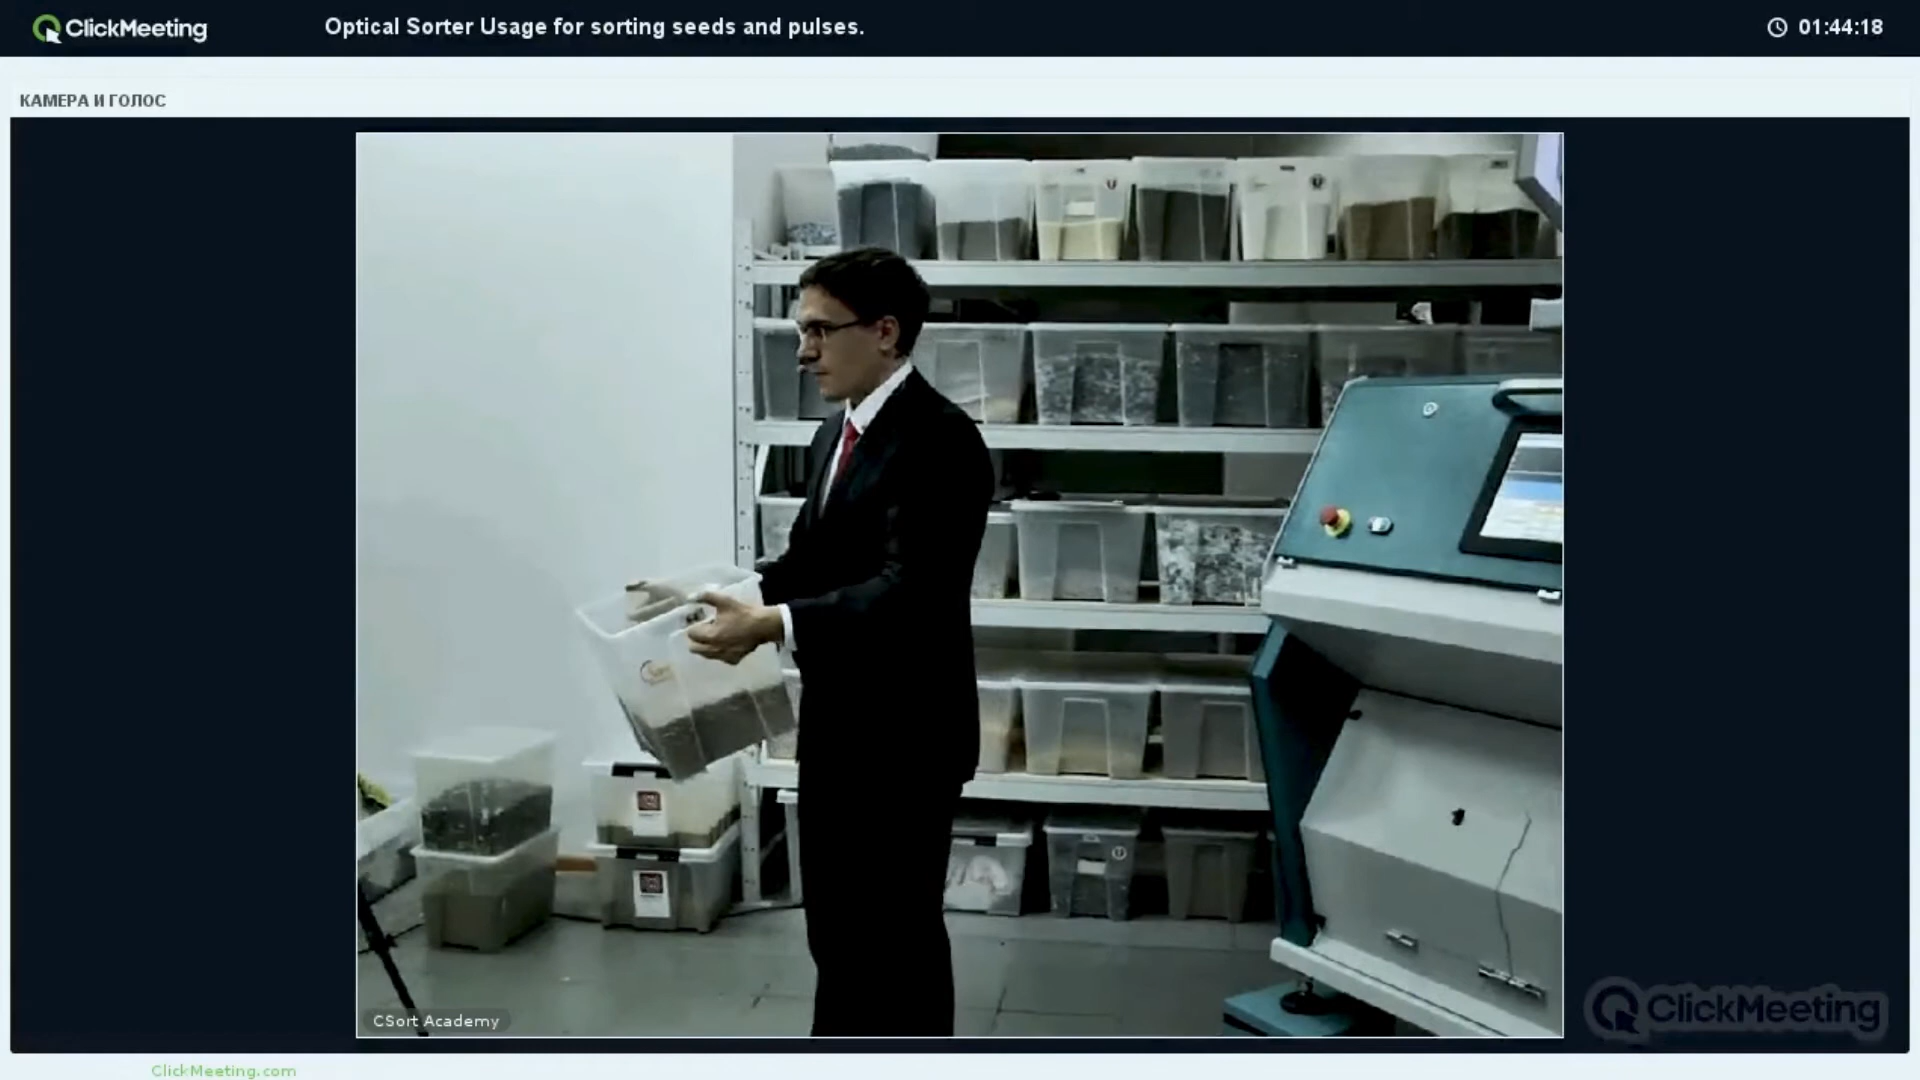 ClickMeeting
Optical Sorter Usage for sorting seeds and pulses.
01:44:18
КАМЕРА И ГОЛОС
CSort Academy
ClickMeeting
ClickMeeting.com